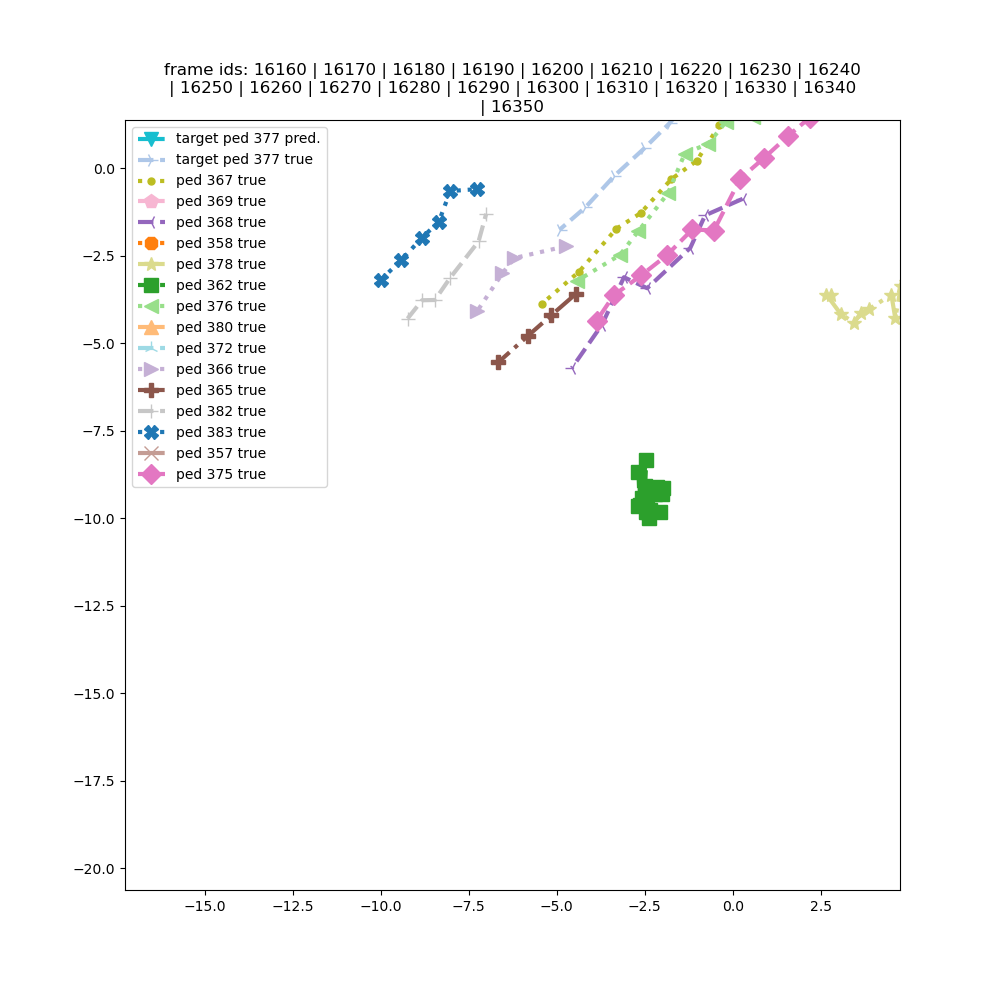 frame ids: 16160 | 16170 | 16180 | 16190 | 16200 | 16210 | 16220 | 16230 | 16240
| 16250 | 16260 | 16270 | 16280 | 16290 | 16300 | 16310 | 16320 | 16330 | 16340
| 16350
target ped 377 pred.
target ped 377 true
ped 367 true
ped 369 true
ped 368 true
ped 358 true
ped 378 true
ped 362 true
ped 376 true
ped 380 true
ped 372 true
ped 366 true
ped 365 true
ped 382 true
ped 383 true
ped 357 true
ped 375 true
0.0
−2.5
−5.0
−7.5
−10.0
−12.5
−15.0
−17.5
−20.0
−15.0 −12.5 −10.0 −7.5 −5.0 −2.5 0.0 2.5